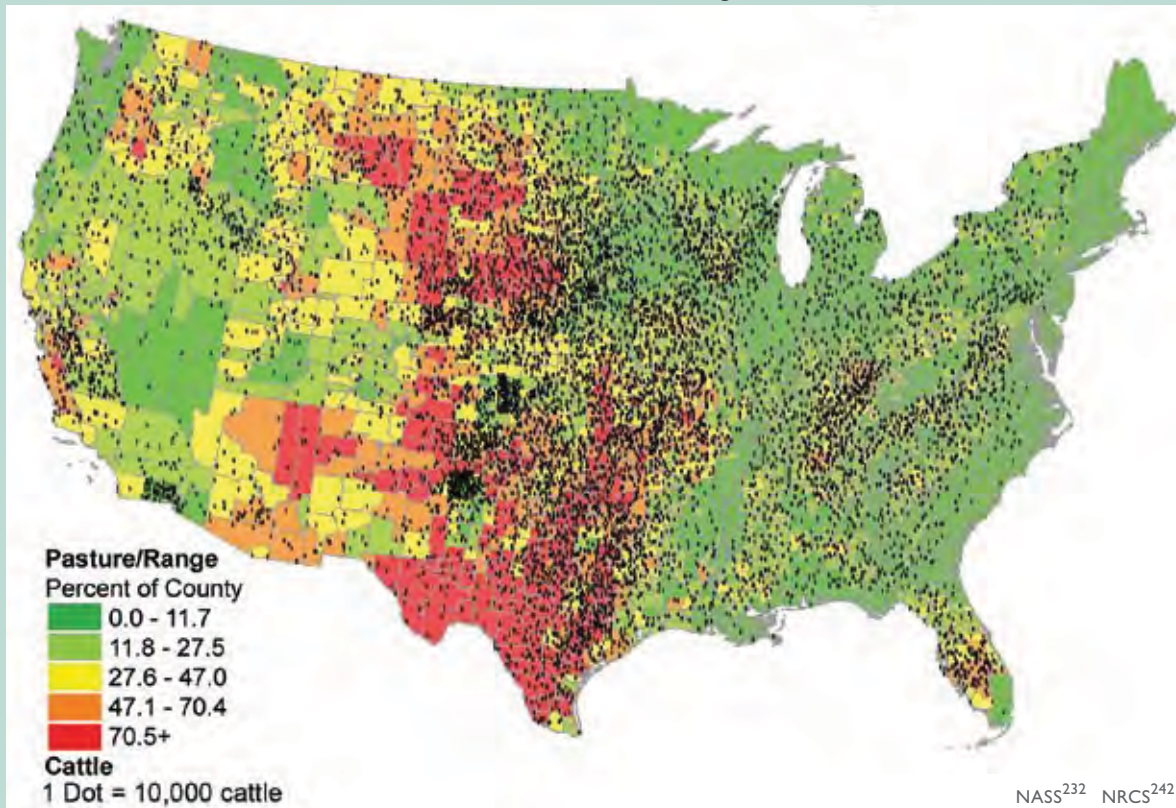 Pasture/Range
Percent of County
0.0 - 11.7
11.8 - 27.5
27.6 - 47.0
47.1 - 70.4
70.5+
Cattle
1 Dot = 10,000 cattle
NASS232 NRCS242